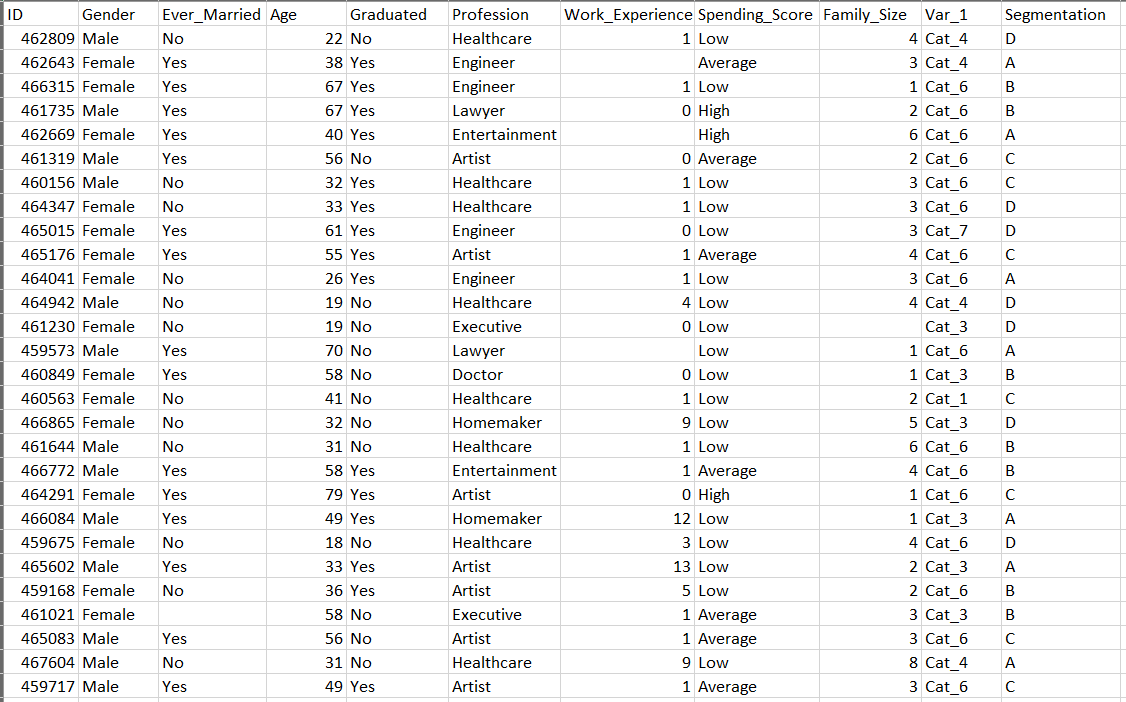 ID Gender Ever_Married Age Graduated Profession Work_Experience Spending_Score Family_Size Var_1 Segmentation
462809 Male No 22 No Healthcare 1 Low 4 Cat_4 D
462643 Female Yes 38 Yes Engineer Average 3 Cat_4 A
466315 Female Yes 67 Yes Engineer 1 Low 1 Cat_6 B
461735 Male Yes 67 Yes Lawyer 0 High 2 Cat_6 B
462669 Female Yes 40 Yes Entertainment High 6 Cat_6 A
461319 Male Yes 56 No Artist 0 Average 2 Cat_6 C
460156 Male No 32 Yes Healthcare 1 Low 3 Cat_6 C
464347 Female No 33 Yes Healthcare 1 Low 3 Cat_6 D
465015 Female Yes 61 Yes Engineer 0 Low 3 Cat_7 D
465176 Female Yes 55 Yes Artist 1 Average 4 Cat_6 C
464041 Female No 26 Yes Engineer 1 Low 3 Cat_6 A
464942 Male No 19 No Healthcare 4 Low 4 Cat_4 D
461230 Female No 19 No Executive 0 Low Cat_3 D
459573 Male Yes 70 No Lawyer Low 1 Cat_6 A
460849 Female Yes 58 No Doctor 0 Low 1 Cat_3 B
460563 Female No 41 No Healthcare 1 Low 2 Cat_1 C
466865 Female No 32 No Homemaker 9 Low 5 Cat_3 D
461644 Male No 31 No Healthcare 1 Low 6 Cat_6 B
466772 Male Yes 58 Yes Entertainment 1 Average 4 Cat_6 B
464291 Female Yes 79 Yes Artist 0 High 1 Cat_6 C
466084 Male Yes 49 Yes Homemaker 12 Low 1 Cat_3 A
459675 Female No 18 No Healthcare 3 Low 4 Cat_6 D
465602 Male Yes 33 Yes Artist 13 Low 2 Cat_3 A
459168 Female No 36 Yes Artist 5 Low 2 Cat_6 B
461021 Female 58 No Executive 1 Average 3 Cat_3 B
465083 Male Yes 56 No Artist 1 Average 3 Cat_6 C
467604 Male No 31 No Healthcare 9 Low 8 Cat_4 A
459717 Male Yes 49 Yes Artist 1 Average 3 Cat_6 C